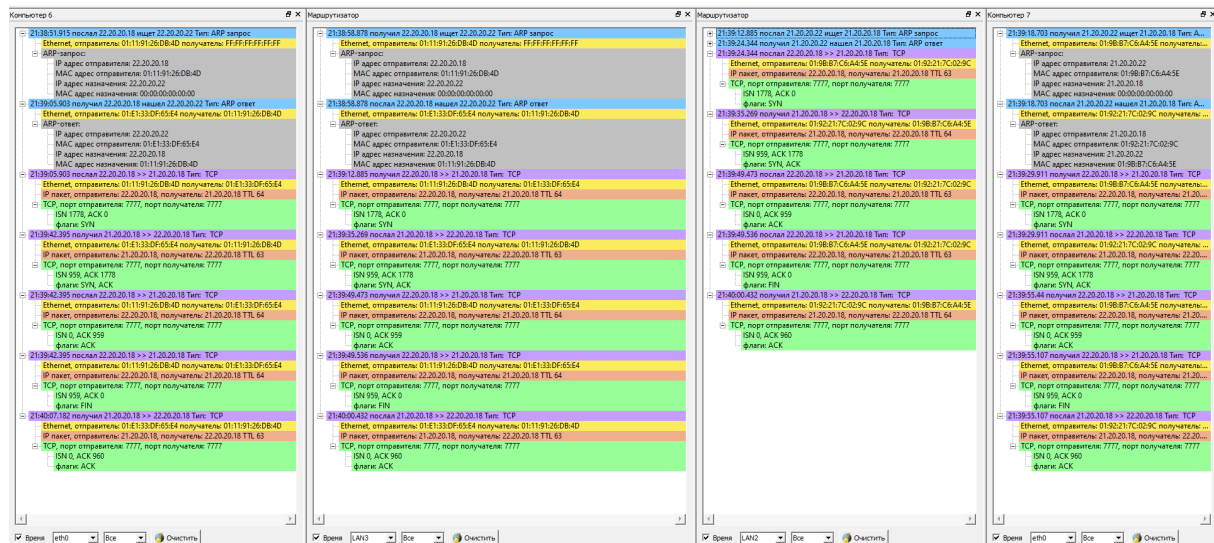 Компьютер 6
21:38:51.915 послал 22.20.20.18 ищет 22.20.20.22 Тип: ARP запрос
Ethernet, отправитель: 01:11:91:26:DB:4D получатель: FF:FF:FF:FF:FF:FF
ARP-запрос:
IP адрес отправителя: 22.20.20.18
MAC адрес отправителя: 01:11:91:26:DB:4D
IP адрес назначения: 22.20.20.22
MAC адрес назначения: 00:00:00:00:00:00
21:39:05.903 получил 22.20.20.18 нашел 22.20.20.22 Тип: ARP ответ
Ethernet, отправитель: 01:E1:33:DF:65:E4 получатель: 01:11:91:26:DB:4D
ARP-ответ:
IP адрес отправителя: 22.20.20.22
MAC адрес отправителя: 01:E1:33:DF:65:E4
IP адрес назначения: 22.20.20.18
MAC адрес назначения: 01:11:91:26:DB:4D
21:39:05.903 послал 22.20.20.18 >> 21.20.20.18 Тип: TCP
Ethernet, отправитель: 01:11:91:26:DB:4D получатель: 01:E1:33:DF:65:E4
IP пакет, отправитель: 22.20.20.18, получатель: 21.20.20.18 TTL 64
TCP, порт отправителя: 7777, порт получателя: 7777
ISN 1778, ACK 0
флаги: SYN
21:39:42.395 получил 21.20.20.18 >> 22.20.20.18 Тип: TCP
Ethernet, отправитель: 01:E1:33:DF:65:E4 получатель: 01:11:91:26:DB:4D
IP пакет, отправитель: 21.20.20.18, получатель: 22.20.20.18 TTL 63
TCP, порт отправителя: 7777, порт получателя: 7777
ISN 959, ACK 1778
флаги: SYN, ACK
21:39:42.395 послал 22.20.20.18 >> 21.20.20.18 Тип: TCP
Ethernet, отправитель: 01:11:91:26:DB:4D получатель: 01:E1:33:DF:65:E4
IP пакет, отправитель: 22.20.20.18, получатель: 21.20.20.18 TTL 64
TCP, порт отправителя: 7777, порт получателя: 7777
ISN 0, ACK 959
флаги: ACK
21:39:42.395 послал 22.20.20.18 >> 21.20.20.18 Тип: TCP
Ethernet, отправитель: 01:11:91:26:DB:4D получатель: 01:E1:33:DF:65:E4
IP пакет, отправитель: 22.20.20.18, получатель: 21.20.20.18 TTL 64
TCP, порт отправителя: 7777, порт получателя: 7777
ISN 959, ACK 0
флаги: FIN
21:40:07.182 получил 21.20.20.18 >> 22.20.20.18 Тип: TCP
Ethernet, отправитель: 01:E1:33:DF:65:E4 получатель: 01:11:91:26:DB:4D
IP пакет, отправитель: 21.20.20.18, получатель: 22.20.20.18 TTL 63
TCP, порт отправителя: 7777, порт получателя: 7777
ISN 0, ACK 960
флаги: ACK
Время eth0 Все Очистить
Маршрутизатор
21:38:58.878 получил 22.20.20.18 ищет 22.20.20.22 Тип: ARP запрос
Ethernet, отправитель: 01:11:91:26:DB:4D получатель: FF:FF:FF:FF:FF:FF
ARP-запрос:
IP адрес отправителя: 22.20.20.18
MAC адрес отправителя: 01:11:91:26:DB:4D
IP адрес назначения: 22.20.20.22
MAC адрес назначения: 00:00:00:00:00:00
21:38:58.878 послал 22.20.20.18 нашел 22.20.20.22 Тип: ARP ответ
Ethernet, отправитель: 01:E1:33:DF:65:E4 получатель: 01:11:91:26:DB:4D
ARP-ответ:
IP адрес отправителя: 22.20.20.22
MAC адрес отправителя: 01:E1:33:DF:65:E4
IP адрес назначения: 22.20.20.18
MAC адрес назначения: 01:11:91:26:DB:4D
21:39:12.885 получил 22.20.20.18 >> 21.20.20.18 Тип: TCP
Ethernet, отправитель: 01:11:91:26:DB:4D получатель: 01:E1:33:DF:65:E4
IP пакет, отправитель: 22.20.20.18, получатель: 21.20.20.18 TTL 64
TCP, порт отправителя: 7777, порт получателя: 7777
ISN 1778, ACK 0
флаги: SYN
21:39:35.269 послал 21.20.20.18 >> 22.20.20.18 Тип: TCP
Ethernet, отправитель: 01:E1:33:DF:65:E4 получатель: 01:11:91:26:DB:4D
IP пакет, отправитель: 21.20.20.18, получатель: 22.20.20.18 TTL 63
TCP, порт отправителя: 7777, порт получателя: 7777
ISN 959, ACK 1778
флаги: SYN, ACK
21:39:49.473 получил 22.20.20.18 >> 21.20.20.18 Тип: TCP
Ethernet, отправитель: 01:11:91:26:DB:4D получатель: 01:E1:33:DF:65:E4
IP пакет, отправитель: 22.20.20.18, получатель: 21.20.20.18 TTL 64
TCP, порт отправителя: 7777, порт получателя: 7777
ISN 0, ACK 959
флаги: ACK
21:39:49.536 получил 22.20.20.18 >> 21.20.20.18 Тип: TCP
Ethernet, отправитель: 01:11:91:26:DB:4D получатель: 01:E1:33:DF:65:E4
IP пакет, отправитель: 22.20.20.18, получатель: 21.20.20.18 TTL 64
TCP, порт отправителя: 7777, порт получателя: 7777
ISN 959, ACK 0
флаги: FIN
21:40:00.432 послал 21.20.20.18 >> 22.20.20.18 Тип: TCP
Ethernet, отправитель: 01:E1:33:DF:65:E4 получатель: 01:11:91:26:DB:4D
IP пакет, отправитель: 21.20.20.18, получатель: 22.20.20.18 TTL 63
TCP, порт отправителя: 7777, порт получателя: 7777
ISN 0, ACK 960
флаги: ACK
Время LAN3 Все Очистить
Маршрутизатор
21:39:12.885 послал 21.20.20.22 ищет 21.20.20.18 Тип: ARP запрос
21:39:24.344 получил 21.20.20.22 нашел 21.20.20.18 Тип: ARP ответ
21:39:24.344 послал 22.20.20.18 >> 21.20.20.18 Тип: TCP
Ethernet, отправитель: 01:9B:B7:C6:A4:5E получатель: 01:92:21:7C:02:9C
IP пакет, отправитель: 22.20.20.18, получатель: 21.20.20.18 TTL 63
TCP, порт отправителя: 7777, порт получателя: 7777
ISN 1778, ACK 0
флаги: SYN
21:39:35.269 получил 21.20.20.18 >> 22.20.20.18 Тип: TCP
Ethernet, отправитель: 01:92:21:7C:02:9C получатель: 01:9B:B7:C6:A4:5E
IP пакет, отправитель: 21.20.20.18, получатель: 22.20.20.18 TTL 64
TCP, порт отправителя: 7777, порт получателя: 7777
ISN 959, ACK 1778
флаги: SYN, ACK
21:39:49.473 послал 22.20.20.18 >> 21.20.20.18 Тип: TCP
Ethernet, отправитель: 01:9B:B7:C6:A4:5E получатель: 01:92:21:7C:02:9C
IP пакет, отправитель: 22.20.20.18, получатель: 21.20.20.18 TTL 63
TCP, порт отправителя: 7777, порт получателя: 7777
ISN 0, ACK 959
флаги: ACK
21:39:49.536 послал 22.20.20.18 >> 21.20.20.18 Тип: TCP
Ethernet, отправитель: 01:9B:B7:C6:A4:5E получатель: 01:92:21:7C:02:9C
IP пакет, отправитель: 22.20.20.18, получатель: 21.20.20.18 TTL 63
TCP, порт отправителя: 7777, порт получателя: 7777
ISN 959, ACK 0
флаги: FIN
21:40:00.432 получил 21.20.20.18 >> 22.20.20.18 Тип: TCP
Ethernet, отправитель: 01:92:21:7C:02:9C получатель: 01:9B:B7:C6:A4:5E
IP пакет, отправитель: 21.20.20.18, получатель: 22.20.20.18 TTL 64
TCP, порт отправителя: 7777, порт получателя: 7777
ISN 0, ACK 960
флаги: ACK
Время LAN2 Все Очистить
Компьютер 7
21:39:18.703 получил 21.20.20.22 ищет 21.20.20.18 Тип: A...
Ethernet, отправитель: 01:9B:B7:C6:A4:5E получатель:...
ARP-запрос:
IP адрес отправителя: 21.20.20.22
MAC адрес отправителя: 01:9B:B7:C6:A4:5E
IP адрес назначения: 21.20.20.18
MAC адрес назначения: 00:00:00:00:00:00
21:39:18.703 послал 21.20.20.22 нашел 21.20.20.18 Тип: A...
Ethernet, отправитель: 01:92:21:7C:02:9C получатель: ...
ARP-ответ:
IP адрес отправителя: 21.20.20.18
MAC адрес отправителя: 01:92:21:7C:02:9C
IP адрес назначения: 21.20.20.22
MAC адрес назначения: 01:9B:B7:C6:A4:5E
21:39:29.911 получил 22.20.20.18 >> 21.20.20.18 Тип: TCP
Ethernet, отправитель: 01:9B:B7:C6:A4:5E получатель:...
IP пакет, отправитель: 22.20.20.18, получатель: 21.20....
TCP, порт отправителя: 7777, порт получателя: 7777
ISN 1778, ACK 0
флаги: SYN
21:39:29.911 послал 21.20.20.18 >> 22.20.20.18 Тип: TCP
Ethernet, отправитель: 01:92:21:7C:02:9C получатель: ...
IP пакет, отправитель: 21.20.20.18, получатель: 22.20....
TCP, порт отправителя: 7777, порт получателя: 7777
ISN 959, ACK 1778
флаги: SYN, ACK
21:39:55.44 получил 22.20.20.18 >> 21.20.20.18 Тип: TCP
Ethernet, отправитель: 01:9B:B7:C6:A4:5E получатель:...
IP пакет, отправитель: 22.20.20.18, получатель: 21.20....
TCP, порт отправителя: 7777, порт получателя: 7777
ISN 0, ACK 959
флаги: ACK
21:39:55.107 получил 22.20.20.18 >> 21.20.20.18 Тип: TCP
Ethernet, отправитель: 01:9B:B7:C6:A4:5E получатель:...
IP пакет, отправитель: 22.20.20.18, получатель: 21.20....
TCP, порт отправителя: 7777, порт получателя: 7777
ISN 959, ACK 0
флаги: FIN
21:39:55.107 послал 21.20.20.18 >> 22.20.20.18 Тип: TCP
Ethernet, отправитель: 01:92:21:7C:02:9C получатель: ...
IP пакет, отправитель: 21.20.20.18, получатель: 22.20....
TCP, порт отправителя: 7777, порт получателя: 7777
ISN 0, ACK 960
флаги: ACK
Время eth0 Все Очистить